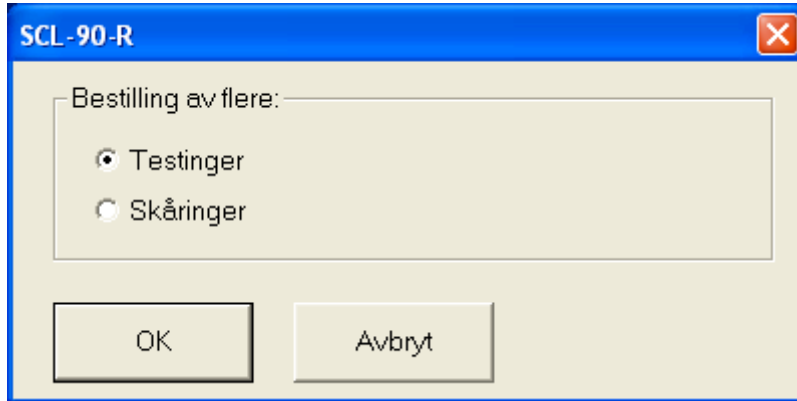 SCL-90-R
Bestilling av flere:
Testinger
Skåringer
OK
Avbryt